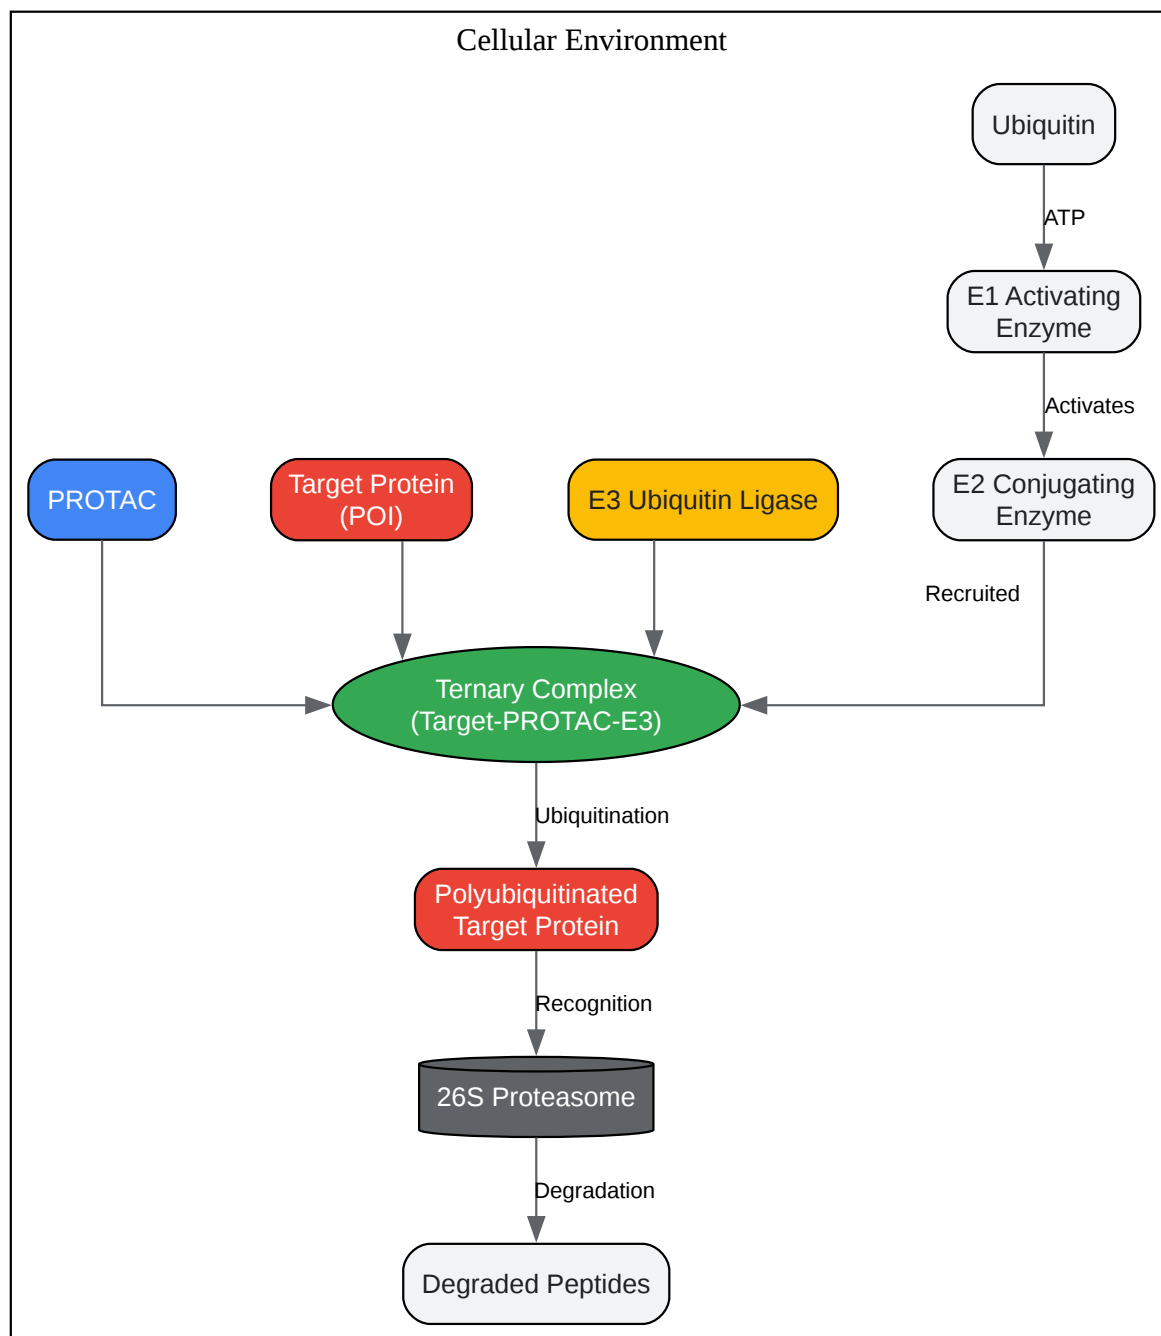 Cellular Environment
Ubiquitin
ATP
E1 Activating
Enzyme
Activates
PROTAC
Target Protein
(POI)
E3 Ubiquitin Ligase
E2 Conjugating
Enzyme
Recruited
Ternary Complex
(Target-PROTAC-E3)
Ubiquitination
Polyubiquitinated
Target Protein
Recognition
26S Proteasome
Degradation
Degraded Peptides